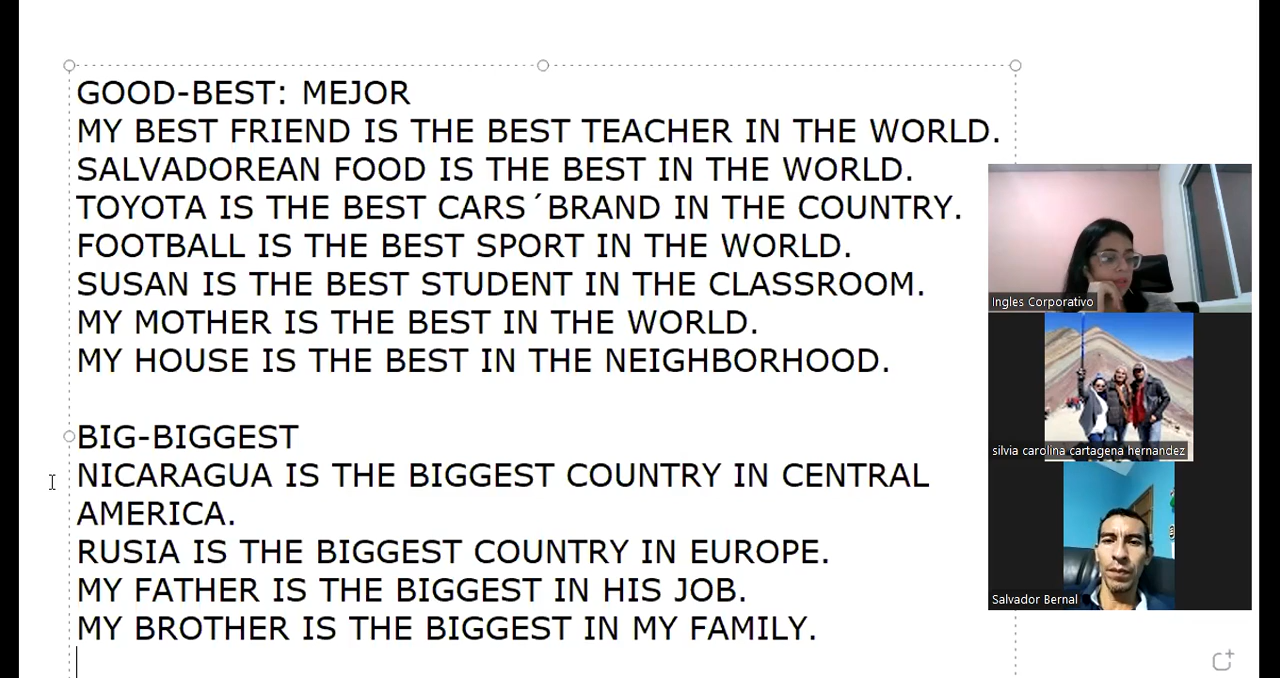 GOOD-BEST: MEJOR
MY BEST FRIEND IS THE BEST TEACHER IN THE WORLD.
SALVADOREAN FOOD IS THE BEST IN THE WORLD.
TOYOTA IS THE BEST CARS´BRAND IN THE COUNTRY.
FOOTBALL IS THE BEST SPORT IN THE WORLD.
SUSAN IS THE BEST STUDENT IN THE CLASSROOM.
MY MOTHER IS THE BEST IN THE WORLD.
MY HOUSE IS THE BEST IN THE NEIGHBORHOOD.
BIG-BIGGEST
NICARAGUA IS THE BIGGEST COUNTRY IN CENTRAL
AMERICA.
RUSIA IS THE BIGGEST COUNTRY IN EUROPE.
MY FATHER IS THE BIGGEST IN HIS JOB.
MY BROTHER IS THE BIGGEST IN MY FAMILY.
Ingles Corporativo
silvia carolina cartagena hernandez
Salvador Bernal